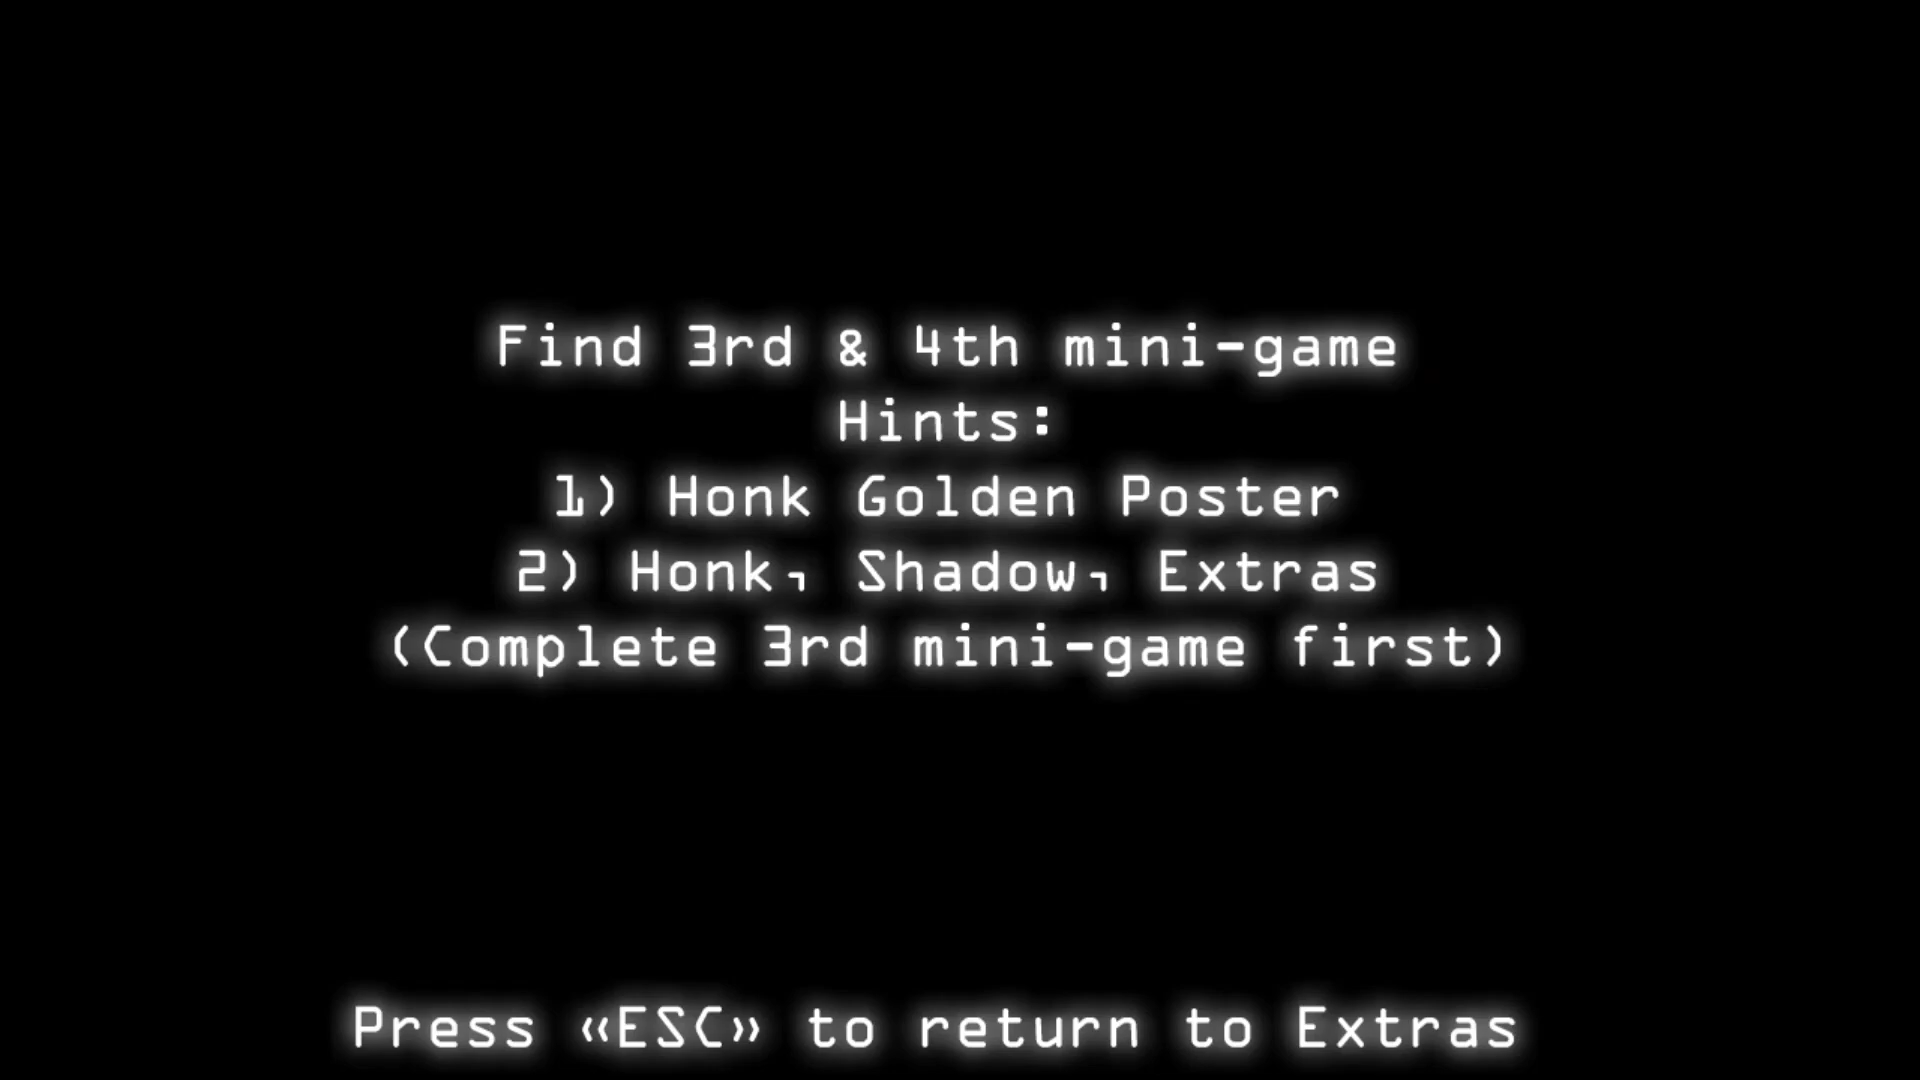 Find 3rd & 4th mini-game
Hints:
1) Honk Golden Poster
2) Honk, Shadow, Extras
(Complete 3rd mini-game first)
Press «ESC» to return to Extras